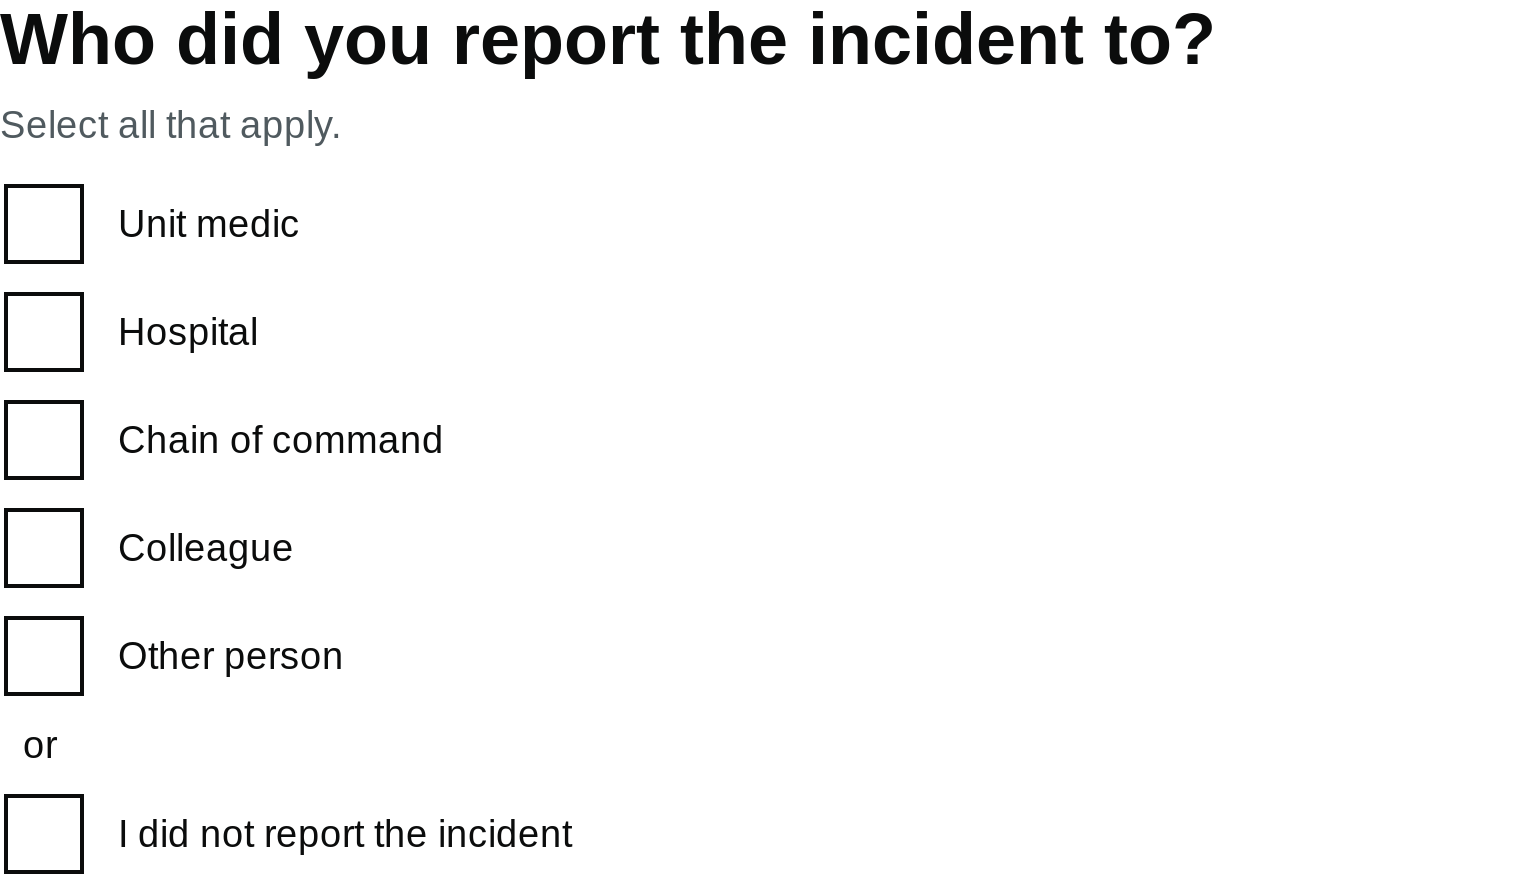 Who did you report the incident to?
Select all that apply.
Unit medic
Hospital
Chain of command
Colleague
Other person
or
I did not report the incident